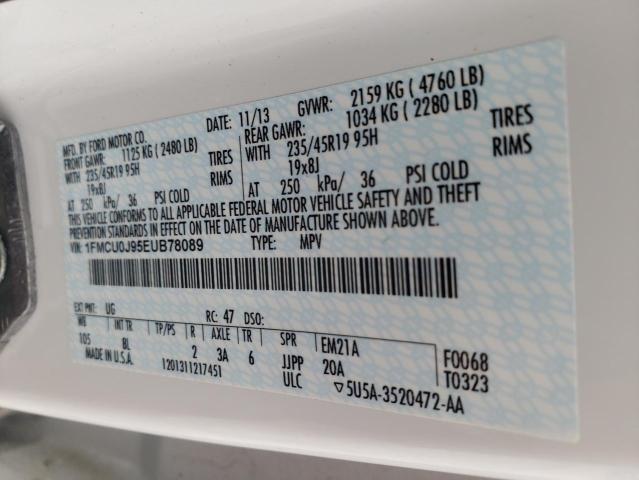 MFD. BY FORD MOTOR CO.
DATE: 11/13 GVWR: 2159 KG ( 4760 LB)
FRONT GAWR: 1125 KG ( 2480 LB)
REAR GAWR: 1034 KG ( 2280 LB)
WITH 235/45R19 95H TIRES
WITH 235/45R19 95H TIRES
19x8J RIMS
19x8J RIMS
AT 250 kPa/ 36 PSI COLD
AT 250 kPa/ 36 PSI COLD
THIS VEHICLE CONFORMS TO ALL APPLICABLE FEDERAL MOTOR VEHICLE SAFETY AND THEFT
PREVENTION STANDARDS IN EFFECT ON THE DATE OF MANUFACTURE SHOWN ABOVE.
VIN: 1FMCU0J95EUB78089 TYPE: MPV
EXT PNT: UG RC: 47 DSO:
WB INT TR TP/PS R AXLE TR SPR EM21A F0068
105 BL 2 3A 6 JJPP 20A T0323
MADE IN U.S.A. 120131121745​1 ULC ▽5U5A-3520472-AA